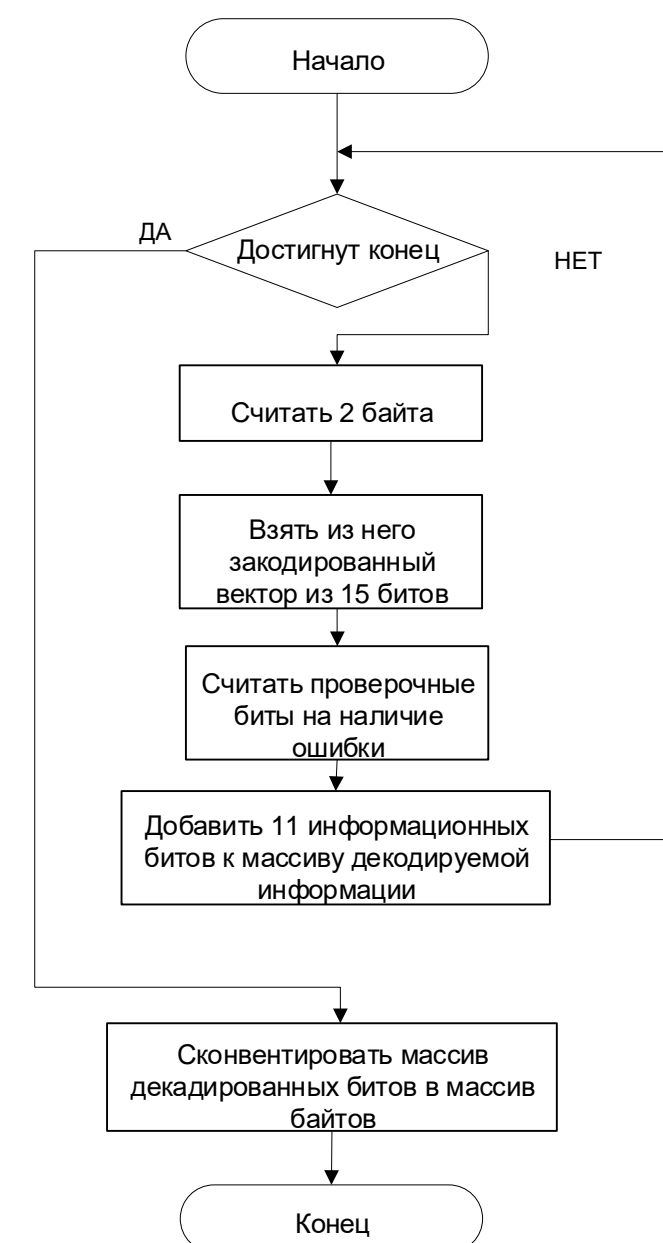 Начало
ДА
Достигнут конец
НЕТ
Считать 2 байта
Взять из него
закодированный
вектор из 15 битов
Считать проверочные
биты на наличие
ошибки
Добавить 11 информационных
битов к массиву декодируемой
информации
Сконвентировать массив
декадированных битов в массив
байтов
Конец